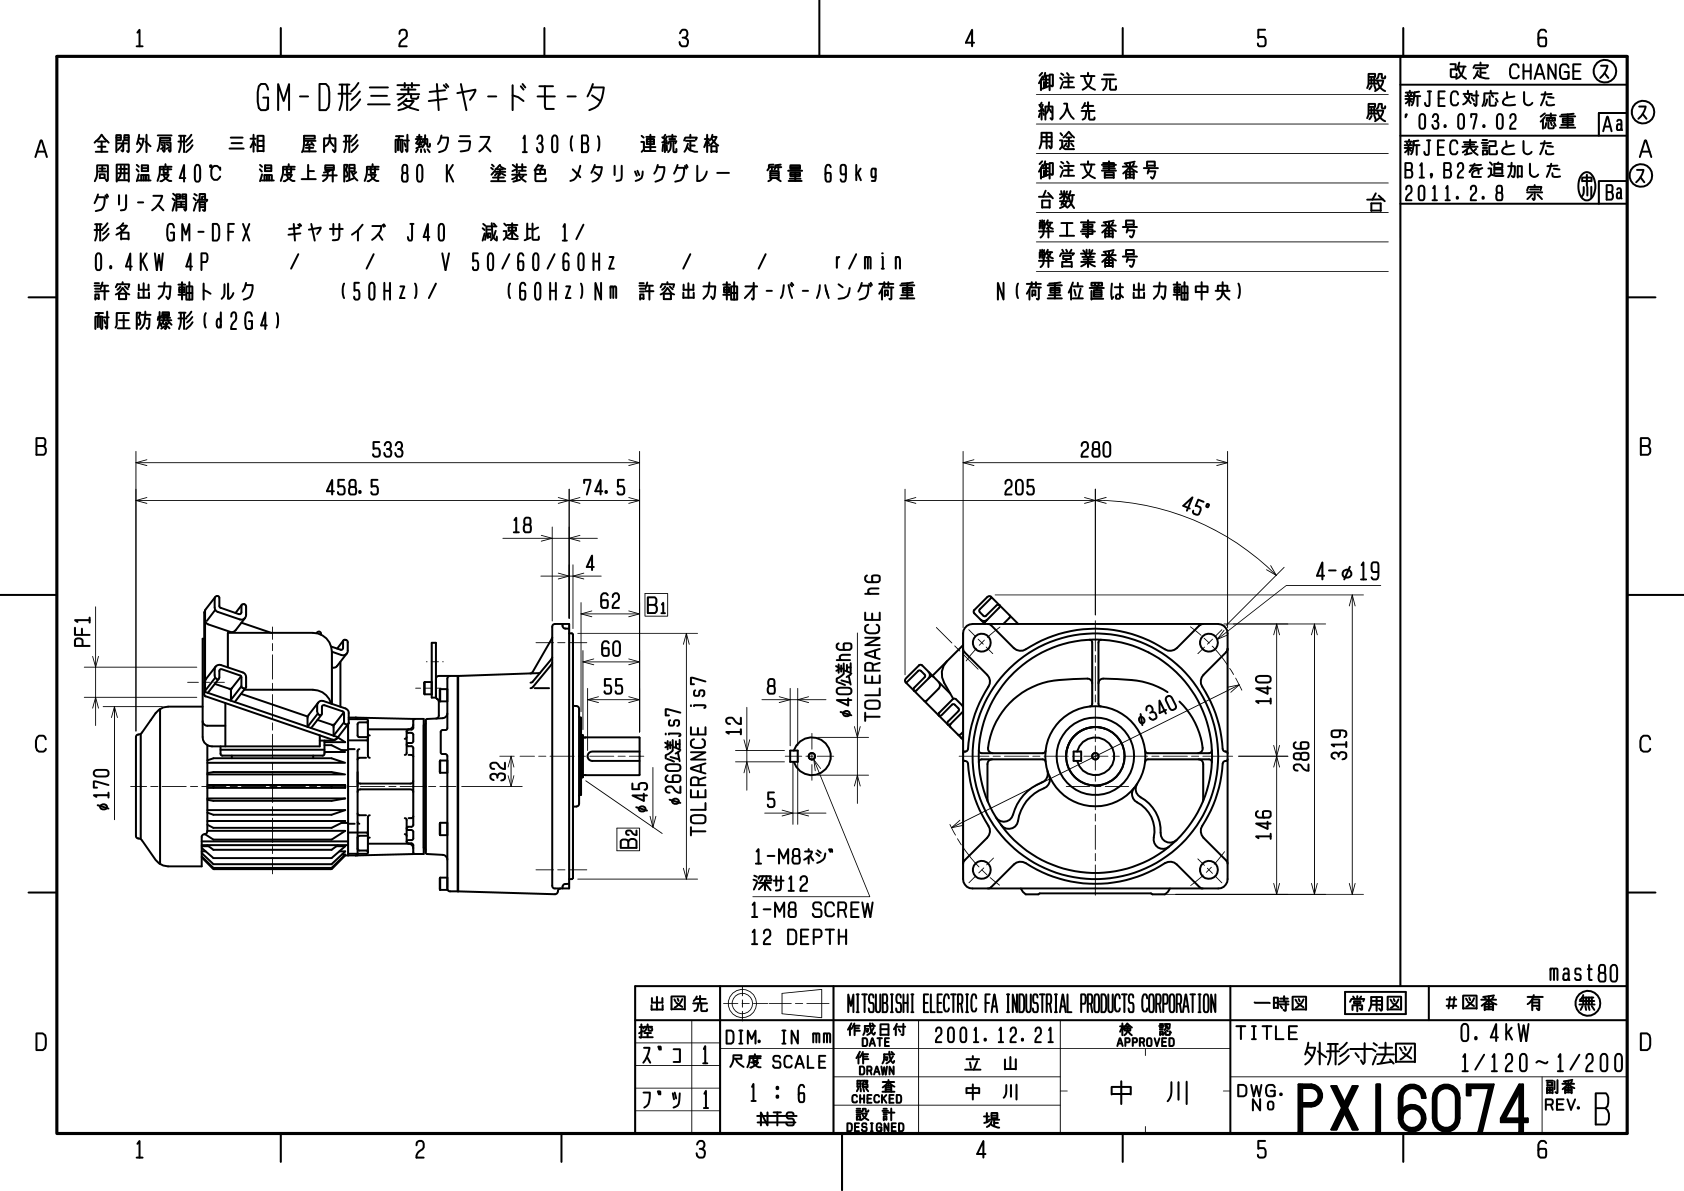 1 2 3 4 5 6
GM-D形三菱ギヤ-ドモ-タ
全閉外扇形 三相 屋内形 耐熱クラス 130(B) 連続定格
周囲温度40℃ 温度上昇限度 80 K 塗装色 メタリックグレー 質量 69kg
グリ-ス潤滑
形名 GM-DFX ギヤサイズ J40 減速比 1/
0.4KW 4P / / V 50/60/60Hz / / r/min
許容出力軸トルク (50Hz)/ (60Hz)Nm 許容出力軸オ-バ-ハング荷重 N(荷重位置は出力軸中央)
耐圧防爆形(d2G4)
御注文元 殿
納入先 殿
用途
御注文書番号
台数 台
弊工事番号
弊営業番号
改定 CHANGE ス
新JEC対応とした
'03.07.02 徳重 Aa
ス
新JEC表記とした
B1,B2を追加した
2011.2.8 宗 Ba
ス
A
A
B
B
C
C
D
D
533
458.5
74.5
18
4
62
B1
60
55
PF1
φ170
32
φ45
B2
φ260公差js7
TOLERANCE js7
8
12
5
φ40公差h6
TOLERANCE h6
1-M8ネジ
深サ12
1-M8 SCREW
12 DEPTH
280
205
45°
4-φ19
φ340
140
146
286
319
mast80
出図先
控
ズコ 1
ブツ 1
DIM. IN mm
尺度 SCALE
1 : 6
NTS
MITSUBISHI ELECTRIC FA INDUSTRIAL PRODUCTS CORPORATION
作成日付
DATE
2001.12.21
検 認
APPROVED
作 成
DRAWN
立 山
照 査
CHECKED
中 川
中 川
設 計
DESIGNED
堤
一時図 常用図 #図番 有 無
TITLE
外形寸法図
0.4kW
1/120~1/200
DWG.
No
PX16074
副番
REV.
B
1 2 3 4 5 6